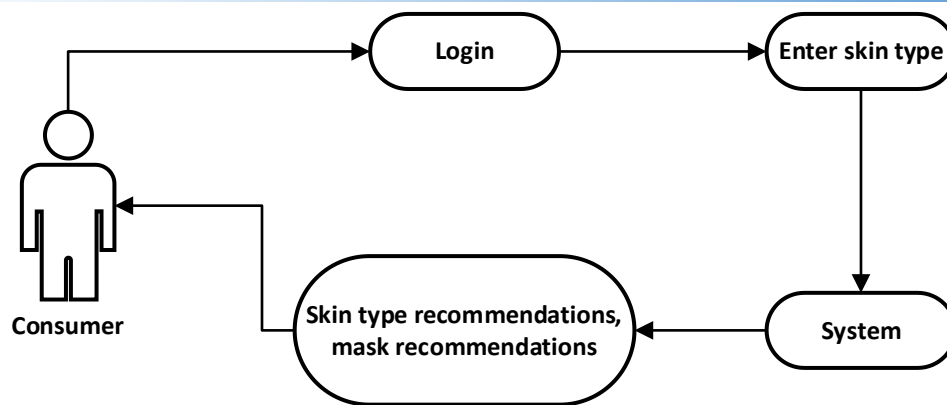 Login
Enter skin type
Consumer
Skin type recommendations,
mask recommendations
System